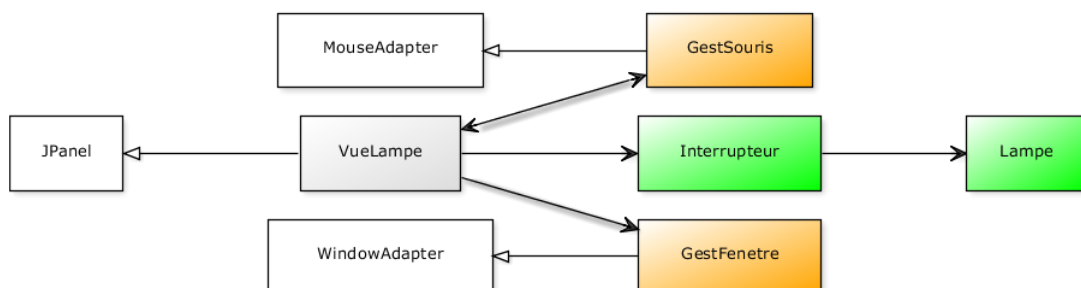 MouseAdapter
GestSouris
JPanel
VueLampe
Interrupteur
Lampe
WindowAdapter
GestFenetre